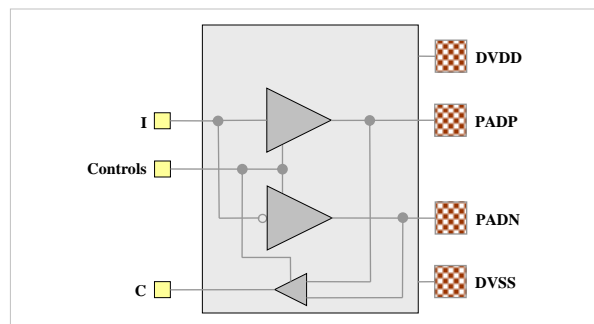 DVDD
I
PADP
Controls
PADN
C
DVSS